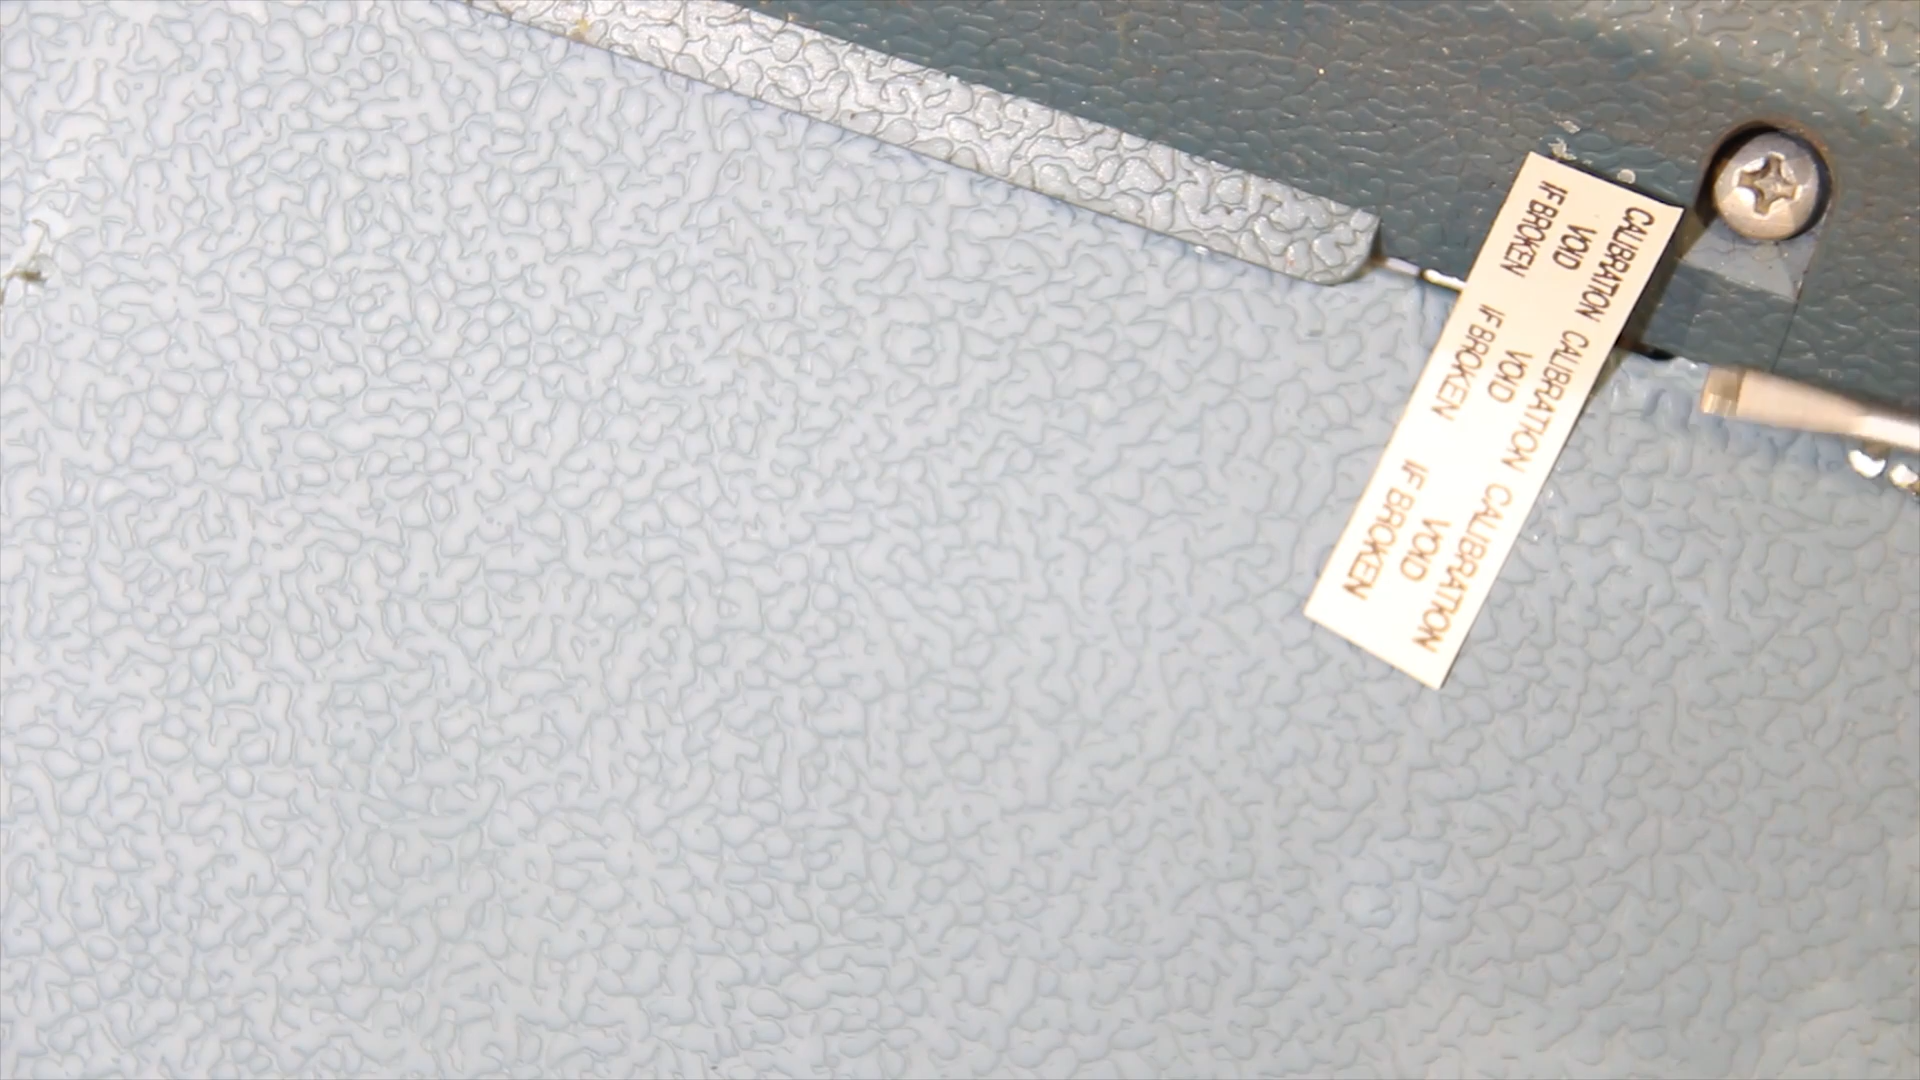 CALIBRATION CALIBRATION CALIBRATION
VOID VOID VOID
IF BROKEN IF BROKEN IF BROKEN